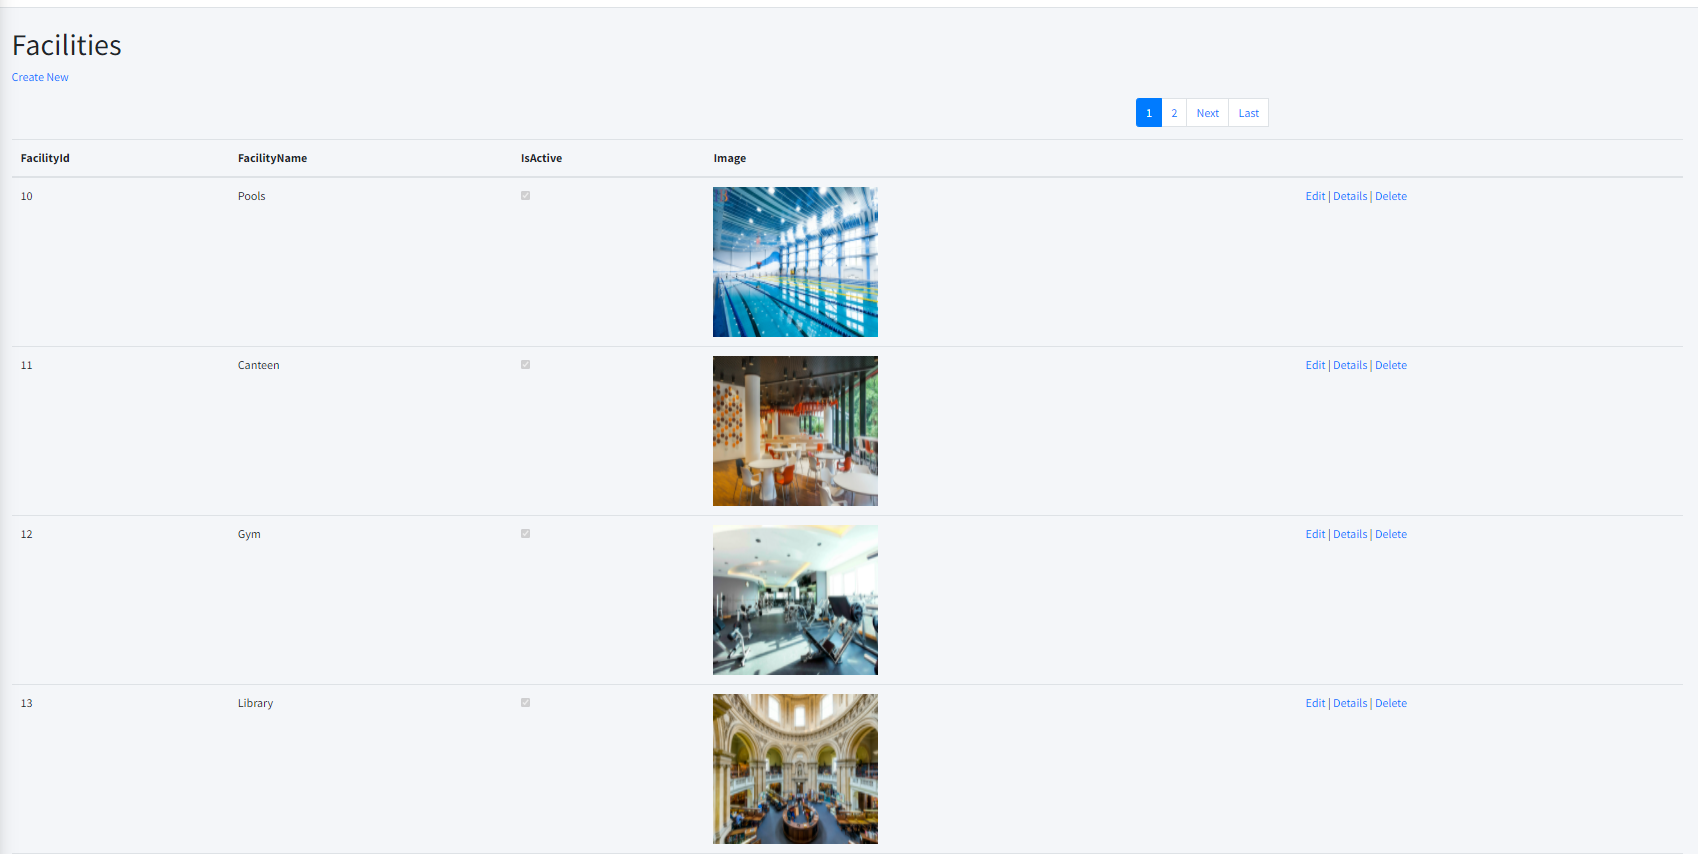 Facilities
Create New
1 2 Next Last
FacilityId FacilityName IsActive Image
10 Pools Edit | Details | Delete
11 Canteen Edit | Details | Delete
12 Gym Edit | Details | Delete
13 Library Edit | Details | Delete